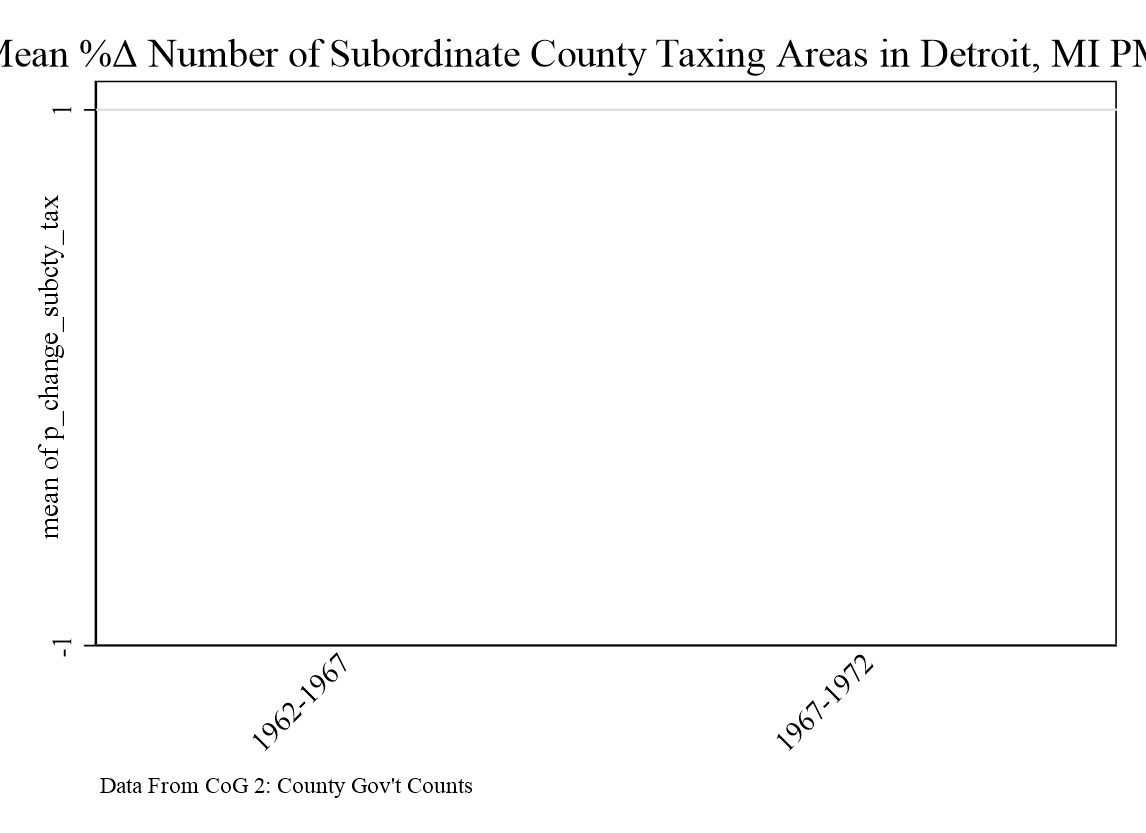 Mean %Δ Number of Subordinate County Taxing Areas in Detroit, MI
1
mean of p_change_subcty_tax
-1
1962-1967
1967-1972
Data From CoG 2: County Gov't Counts